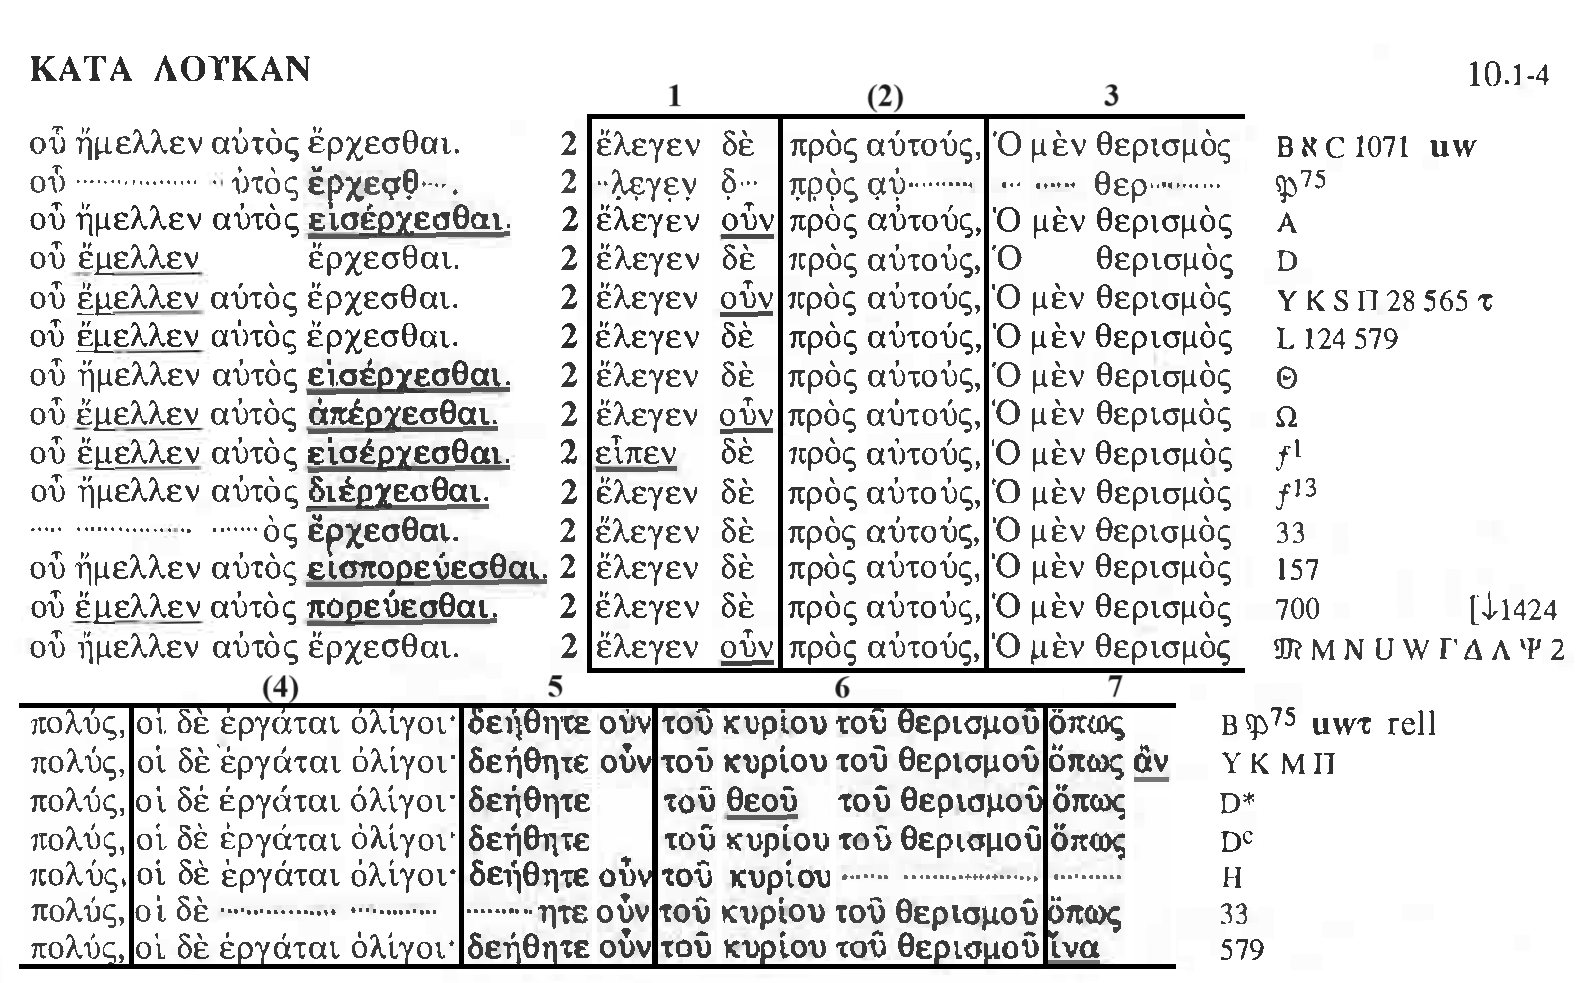 ΚΑΤΑ ΛΟΥΚΑΝ 10.1-4
1 (2) 3
οὗ ἤμελλεν αὐτὸς ἔρχεσθαι. 2 ἔλεγεν δὲ πρὸς αὐτούς, Ὁ μὲν θερισμὸς B ℵ C 1071 uw
οὗ ·············· ··ὐτὸς ἔρχεσθ····. 2 ··λεγεν δ··· πρὸς αὐ········ ··· ······ θερ········· 𝔓75
οὗ ἤμελλεν αὐτὸς εἰσέρχεσθαι. 2 ἔλεγεν οὖν πρὸς αὐτούς, Ὁ μὲν θερισμὸς A
οὗ ἔμελλεν ἔρχεσθαι. 2 ἔλεγεν δὲ πρὸς αὐτούς, Ὁ θερισμὸς D
οὗ ἔμελλεν αὐτὸς ἔρχεσθαι. 2 ἔλεγεν οὖν πρὸς αὐτούς, Ὁ μὲν θερισμὸς Y K S Π 28 565 τ
οὗ ἔμελλεν αὐτὸς ἔρχεσθαι. 2 ἔλεγεν δὲ πρὸς αὐτούς, Ὁ μὲν θερισμὸς L 124 579
οὗ ἤμελλεν αὐτὸς εἰσέρχεσθαι. 2 ἔλεγεν δὲ πρὸς αὐτούς, Ὁ μὲν θερισμὸς Θ
οὗ ἔμελλεν αὐτὸς ἀπέρχεσθαι. 2 ἔλεγεν οὖν πρὸς αὐτούς, Ὁ μὲν θερισμὸς Ω
οὗ ἔμελλεν αὐτὸς εἰσέρχεσθαι. 2 εἶπεν δὲ πρὸς αὐτούς, Ὁ μὲν θερισμὸς f1
οὗ ἤμελλεν αὐτὸς διέρχεσθαι. 2 ἔλεγεν δὲ πρὸς αὐτούς, Ὁ μὲν θερισμὸς f13
····· ··············· ······ὸς ἔρχεσθαι. 2 ἔλεγεν δὲ πρὸς αὐτούς, Ὁ μὲν θερισμὸς 33
οὗ ἤμελλεν αὐτὸς εἰσπορεύεσθαι. 2 ἔλεγεν δὲ πρὸς αὐτούς, Ὁ μὲν θερισμὸς 157
οὗ ἔμελλεν αὐτὸς πορεύεσθαι. 2 ἔλεγεν δὲ πρὸς αὐτούς, Ὁ μὲν θερισμὸς 700 [↓1424
οὗ ἤμελλεν αὐτὸς ἔρχεσθαι. 2 ἔλεγεν οὖν πρὸς αὐτούς, Ὁ μὲν θερισμὸς 𝔐 M N U W Γ Δ Λ Ψ 2
(4) 5 6 7
πολύς, οἱ δὲ ἐργάται ὀλίγοι· δεήθητε οὖν τοῦ κυρίου τοῦ θερισμοῦ ὅπως B 𝔓75 uwτ rell
πολύς, οἱ δὲ ἐργάται ὀλίγοι· δεήθητε οὖν τοῦ κυρίου τοῦ θερισμοῦ ὅπως ἂν Y K M Π
πολύς, οἱ δὲ ἐργάται ὀλίγοι· δεήθητε τοῦ θεοῦ τοῦ θερισμοῦ ὅπως D*
πολύς, οἱ δὲ ἐργάται ὀλίγοι· δεήθητε τοῦ κυρίου τοῦ θερισμοῦ ὅπως Dc
πολύς, οἱ δὲ ἐργάται ὀλίγοι· δεήθητε οὖν τοῦ κυρίου ····· ················ ········ H
πολύς, οἱ δὲ ·············· ··········· ········ητε οὖν τοῦ κυρίου τοῦ θερισμοῦ ὅπως 33
πολύς, οἱ δὲ ἐργάται ὀλίγοι· δεήθητε οὖν τοῦ κυρίου τοῦ θερισμοῦ ἵνα 579